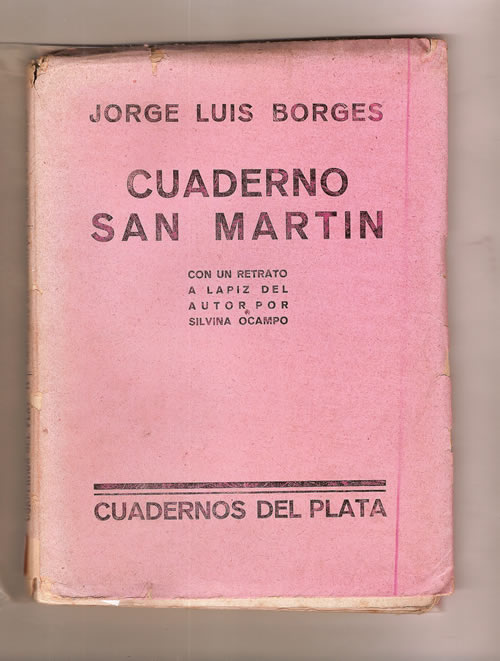 JORGE LUIS BORGES
CUADERNO
SAN MARTIN
CON UN RETRATO
A LAPIZ DEL
AUTOR POR
SILVINA OCAMPO
CUADERNOS DEL PLATA